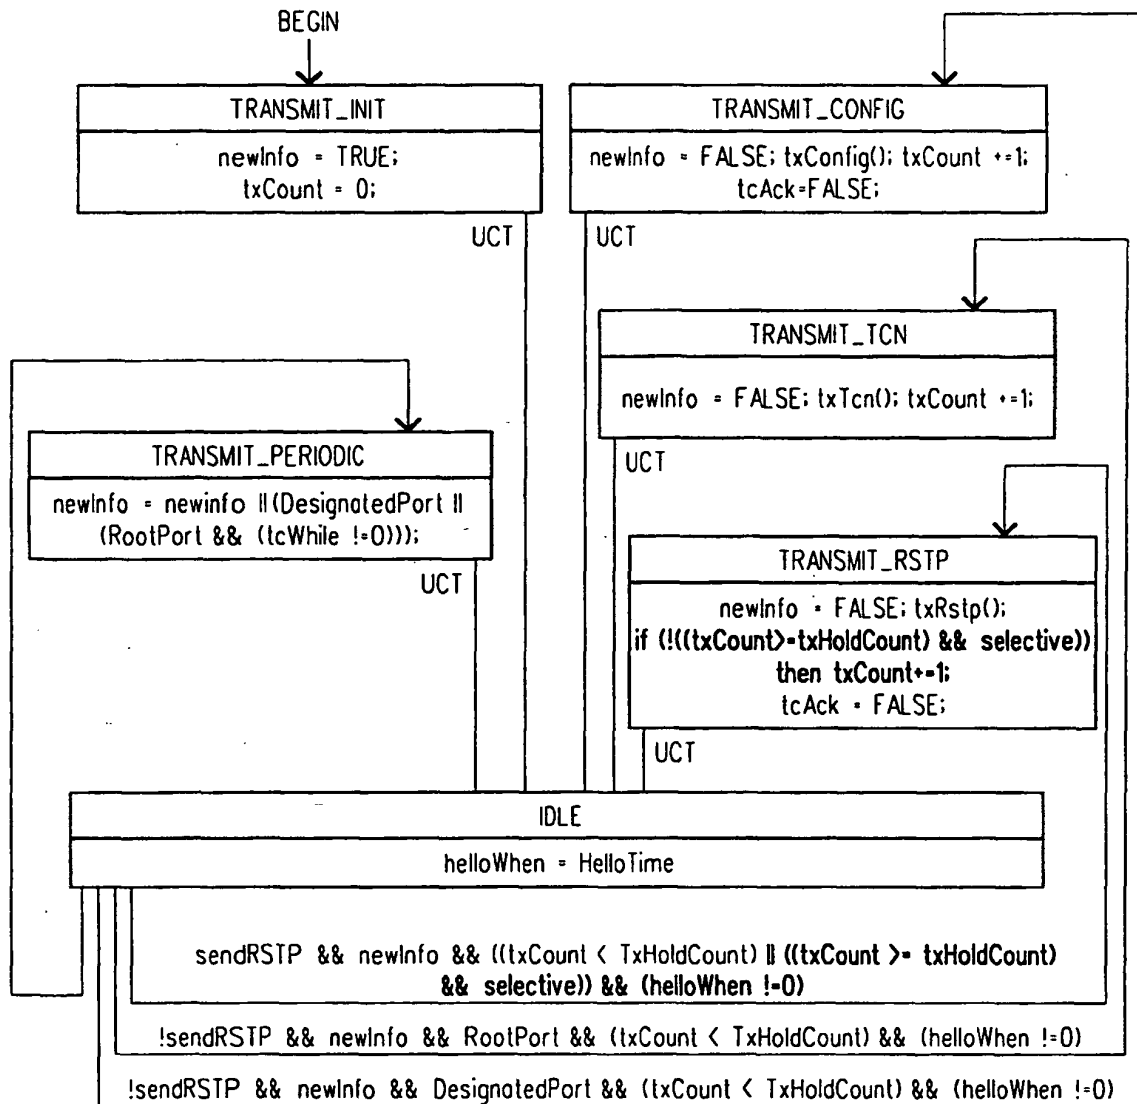 BEGIN
TRANSMIT_INIT
newInfo = TRUE;
txCount = 0;
UCT
TRANSMIT_CONFIG
newInfo = FALSE; txConfig(); txCount +=1;
tcAck=FALSE;
UCT
TRANSMIT_TCN
newInfo = FALSE; txTcn(); txCount +=1;
UCT
TRANSMIT_PERIODIC
newInfo = newinfo ||(DesignatedPort ||
(RootPort && (tcWhile !=0)));
UCT
TRANSMIT_RSTP
newInfo = FALSE; txRstp();
if (!((txCount>=txHoldCount) && selective))
then txCount+=1;
tcAck = FALSE;
UCT
IDLE
helloWhen = HelloTime
sendRSTP && newInfo && ((txCount < TxHoldCount) || ((txCount >= txHoldCount)
&& selective)) && (helloWhen !=0)
!sendRSTP && newInfo && RootPort && (txCount < TxHoldCount) && (helloWhen !=0)
!sendRSTP && newInfo && DesignatedPort && (txCount < TxHoldCount) && (helloWhen !=0)